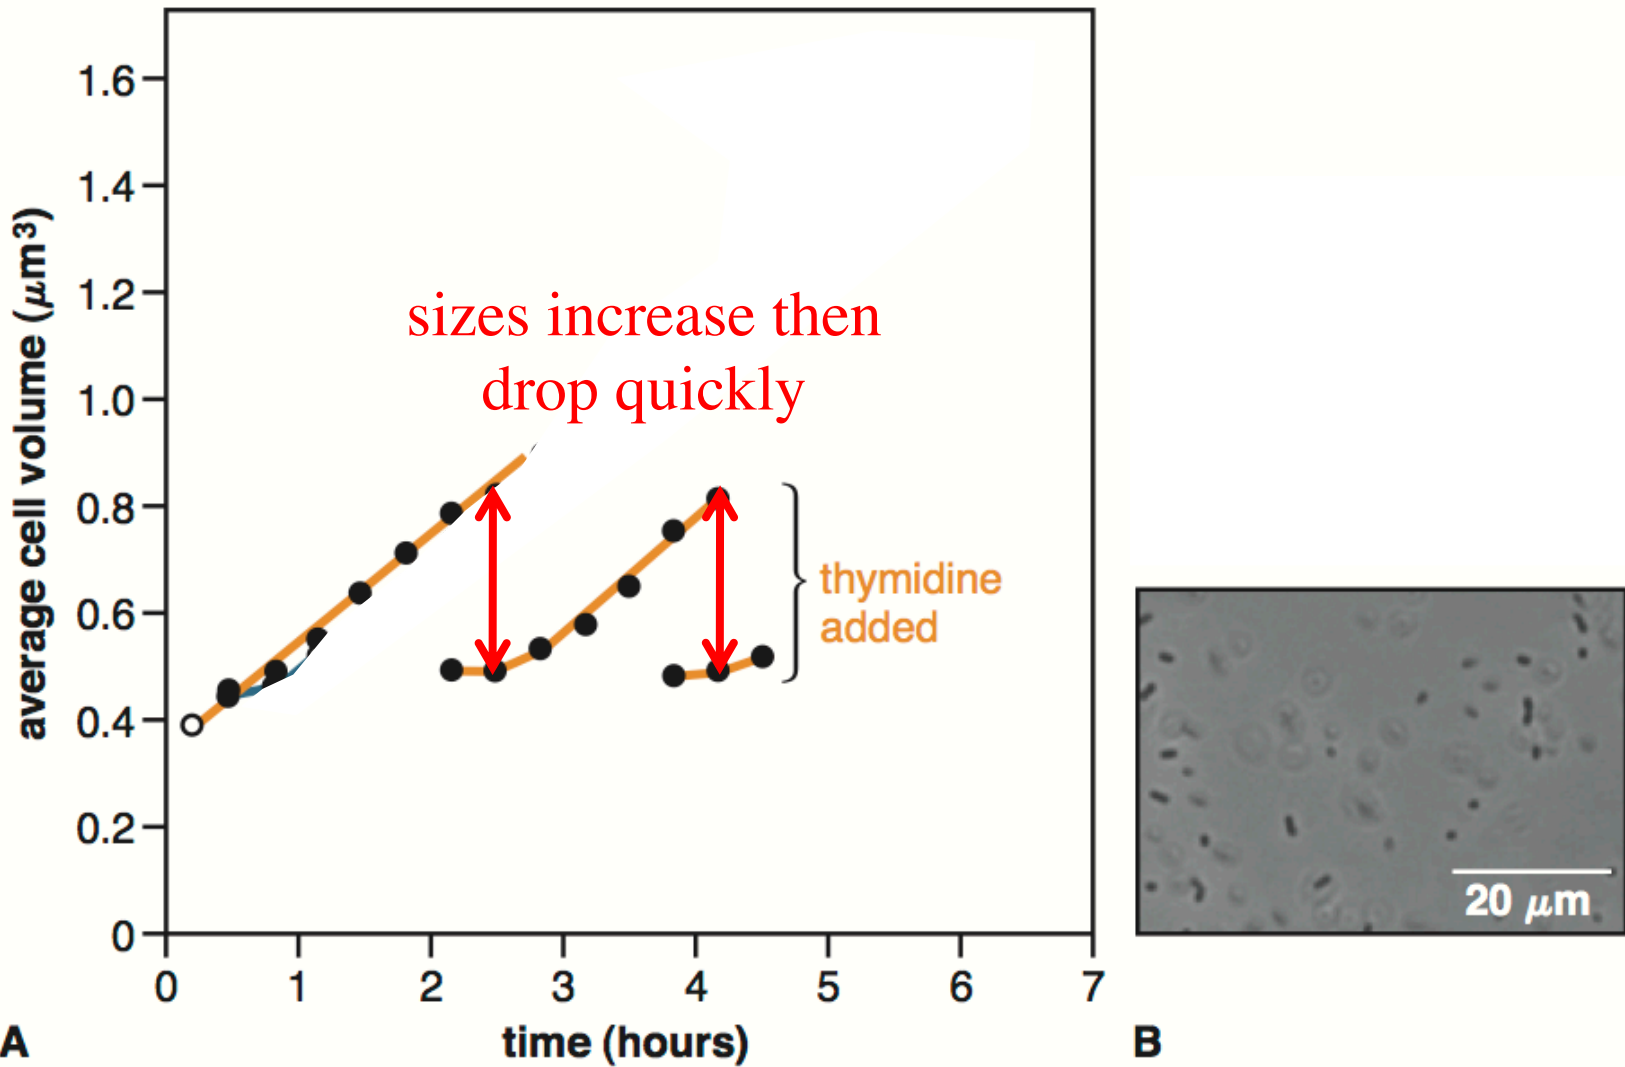 1.6
1.4
1.2
1.0
0.8
0.6
0.4
0.2
0
average cell volume (μm³)
sizes increase then
drop quickly
thymidine
added
0 1 2 3 4 5 6 7
time (hours)
A
20 μm
B